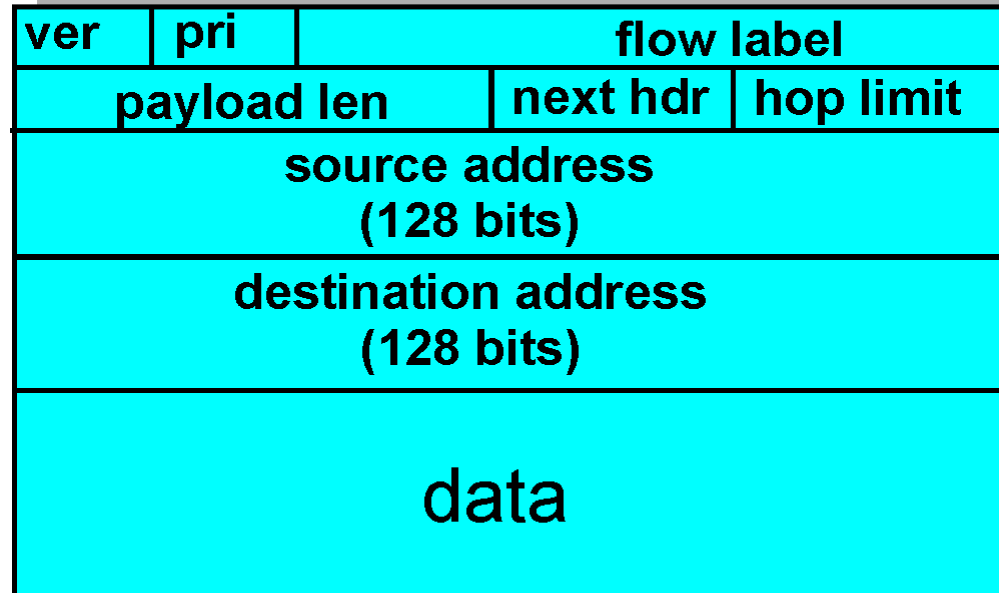 ver pri flow label
payload len next hdr hop limit
source address
(128 bits)
destination address
(128 bits)
data